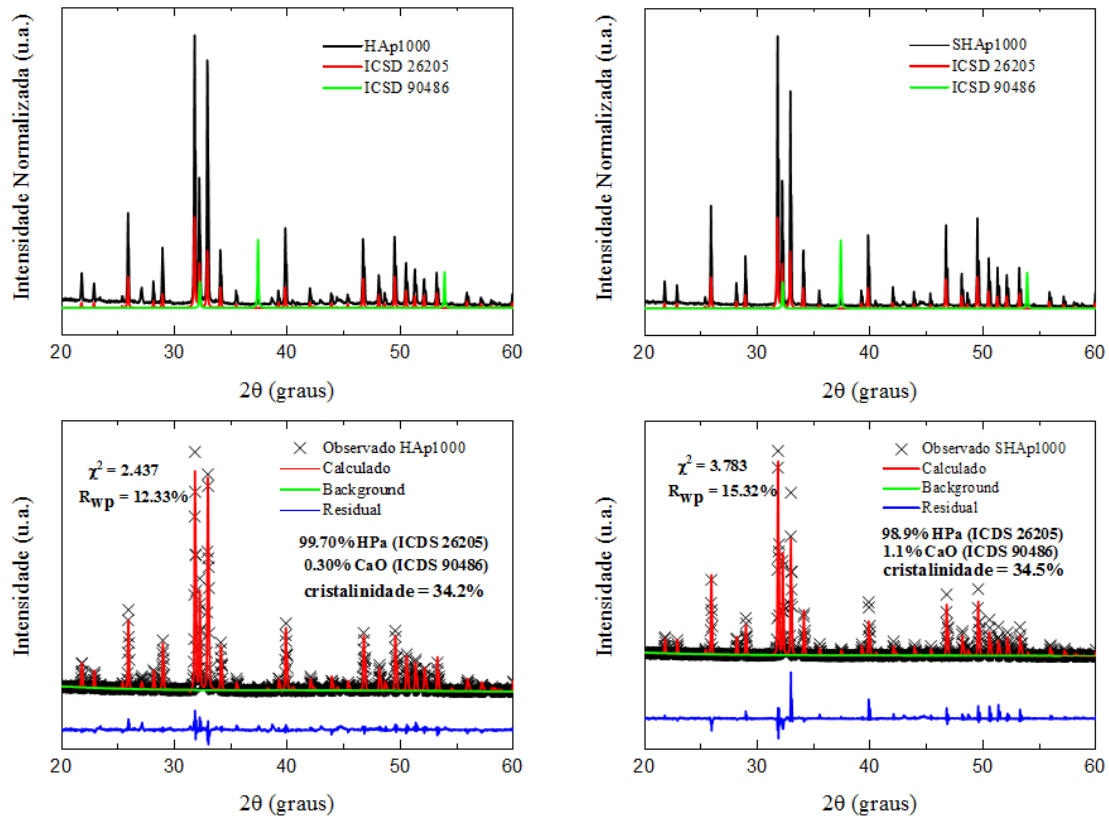 Intensidade Normalizada (u.a.)
HAp1000
ICSD 26205
ICSD 90486
20 30 40 50 60
2θ (graus)
Intensidade Normalizada (u.a.)
SHAp1000
ICSD 26205
ICSD 90486
20 30 40 50 60
2θ (graus)
Intensidade (u.a.)
χ² = 2.437
R_wp = 12.33%
Observado HAp1000
Calculado
Background
Residual
99.70% HPa (ICDS 26205)
0.30% CaO (ICDS 90486)
cristalinidade = 34.2%
20 30 40 50 60
2θ (graus)
Intensidade (u.a.)
χ² = 3.783
R_wp = 15.32%
Observado SHAp1000
Calculado
Background
Residual
98.9% HPa (ICDS 26205)
1.1% CaO (ICDS 90486)
cristalinidade = 34.5%
20 30 40 50 60
2θ (graus)